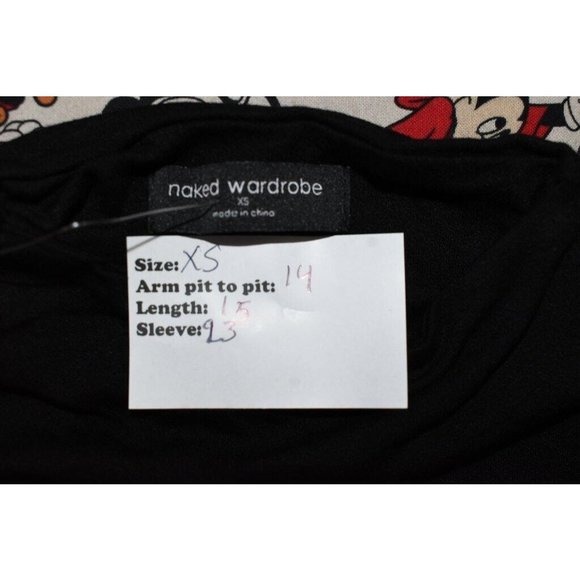 naked wardrobe
XS
made in china
Size: XS
Arm pit to pit: 14
Length: 15
Sleeve: 23